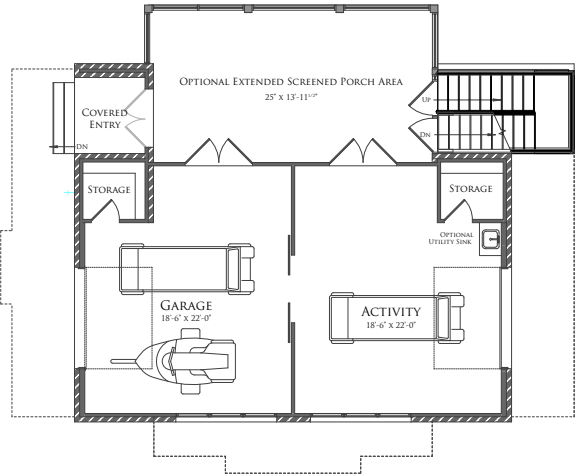 Optional Extended Screened Porch Area
25" x 13'-11 1/2"
Covered
Entry
Up
Dn
Dn
Storage
Storage
Optional
Utility Sink
Garage
18'-6" x 22'-0"
Activity
18'-6" x 22'-0"